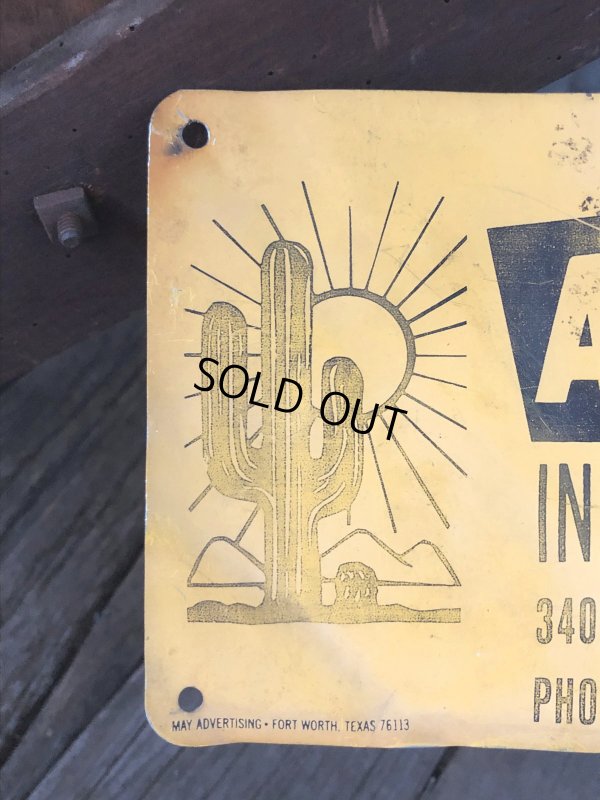 A
SOLD OUT
IN
340
PHO
MAY ADVERTISING • FORT WORTH, TEXAS 76113